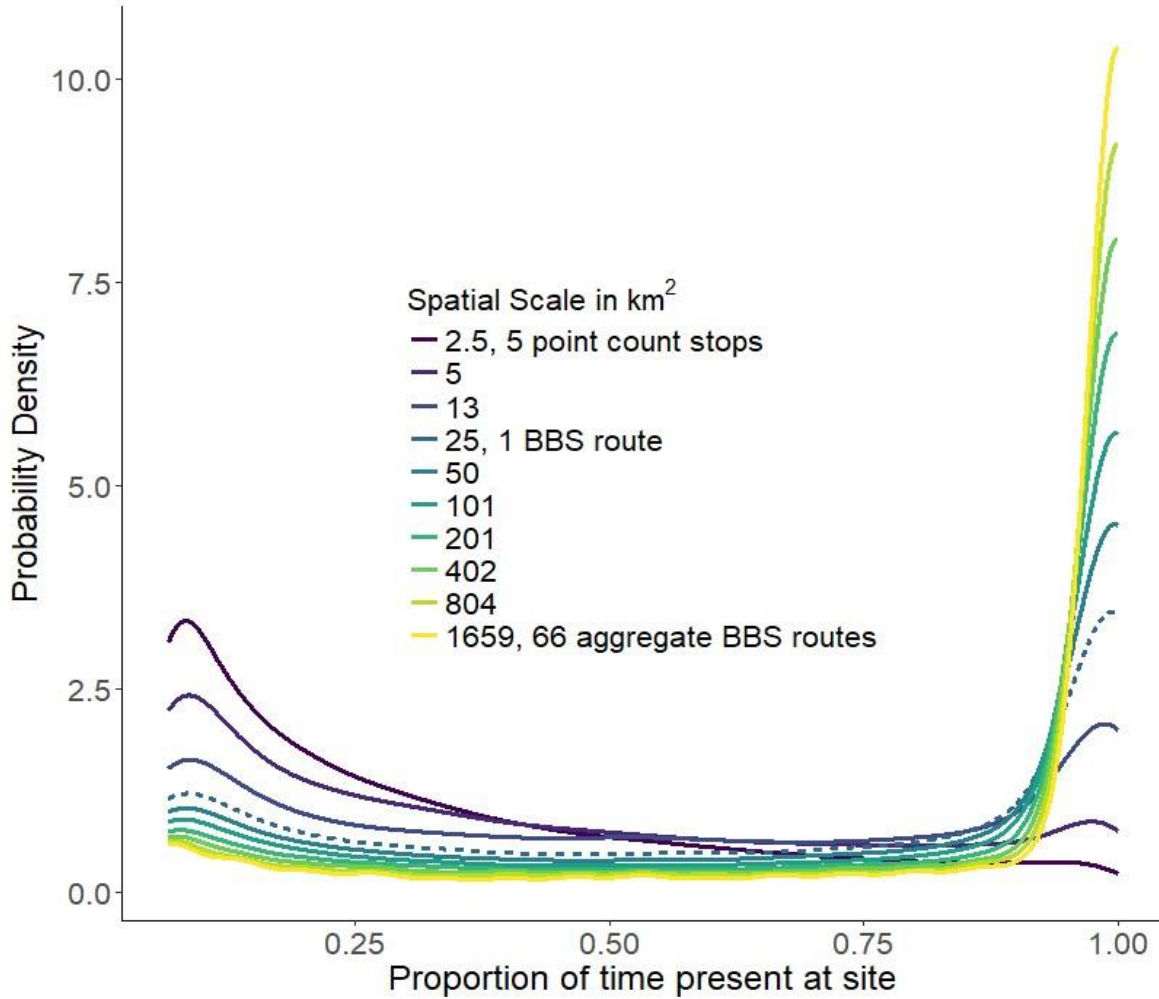 10.0
7.5
5.0
2.5
0.0
Probability Density
Spatial Scale in km²
2.5, 5 point count stops
5
13
25, 1 BBS route
50
101
201
402
804
1659, 66 aggregate BBS routes
0.25 0.50 0.75 1.00
Proportion of time present at site